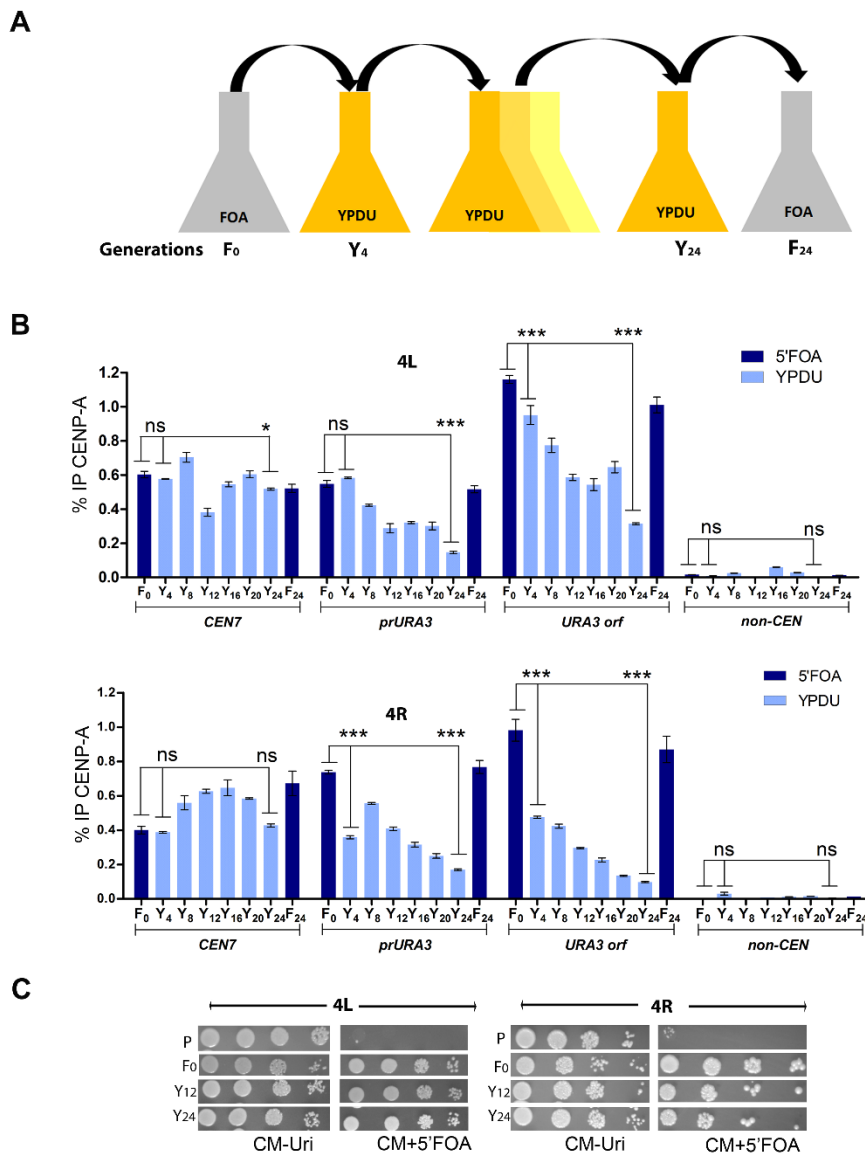 A
FOA YPDU YPDU YPDU FOA
Generations F0 Y4 Y24 F24
B
4L
5'FOA
YPDU
% IP CENP-A
1.2
1.0
0.8
0.6
0.4
0.2
0.0
ns * ns *** *** *** ns ns
F0 Y4 Y8 Y12 Y16 Y20 Y24 F24 F0 Y4 Y8 Y12 Y16 Y20 Y24 F24 F0 Y4 Y8 Y12 Y16 Y20 Y24 F24 F0 Y4 Y8 Y12 Y16 Y20 Y24 F24
CEN7 prURA3 URA3 orf non-CEN
4R
5'FOA
YPDU
% IP CENP-A
1.2
1.0
0.8
0.6
0.4
0.2
0.0
ns ns *** *** *** *** ns ns
F0 Y4 Y8 Y12 Y16 Y20 Y24 F24 F0 Y4 Y8 Y12 Y16 Y20 Y24 F24 F0 Y4 Y8 Y12 Y16 Y20 Y24 F24 F0 Y4 Y8 Y12 Y16 Y20 Y24 F24
CEN7 prURA3 URA3 orf non-CEN
C
4L 4R
P P
F0 F0
Y12 Y12
Y24 Y24
CM-Uri CM+5'FOA CM-Uri CM+5'FOA